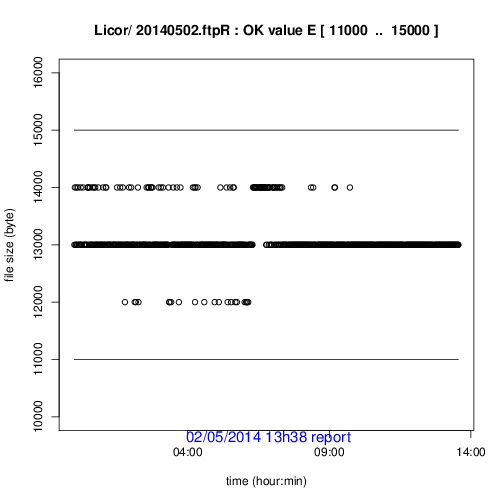 Licor/ 20140502.ftpR : OK value E [ 11000 .. 15000 ]
16000
15000
14000
13000
12000
11000
10000
file size (byte)
02/05/2014 13h38 report
04:00
09:00
14:00
time (hour:min)